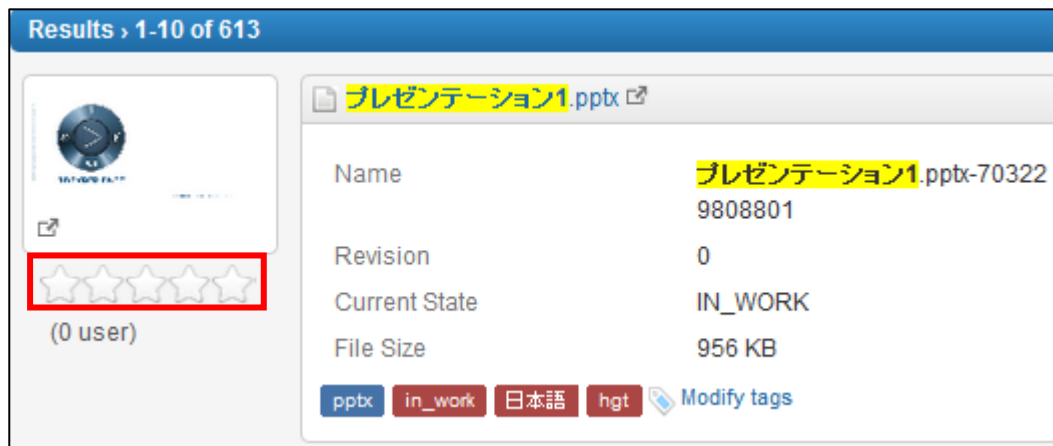 Results › 1-10 of 613
プレゼンテーション1.pptx
Name
プレゼンテーション1.pptx-70322
9808801
Revision
0
Current State
IN_WORK
File Size
956 KB
(0 user)
pptx
in_work
日本語
hgt
Modify tags